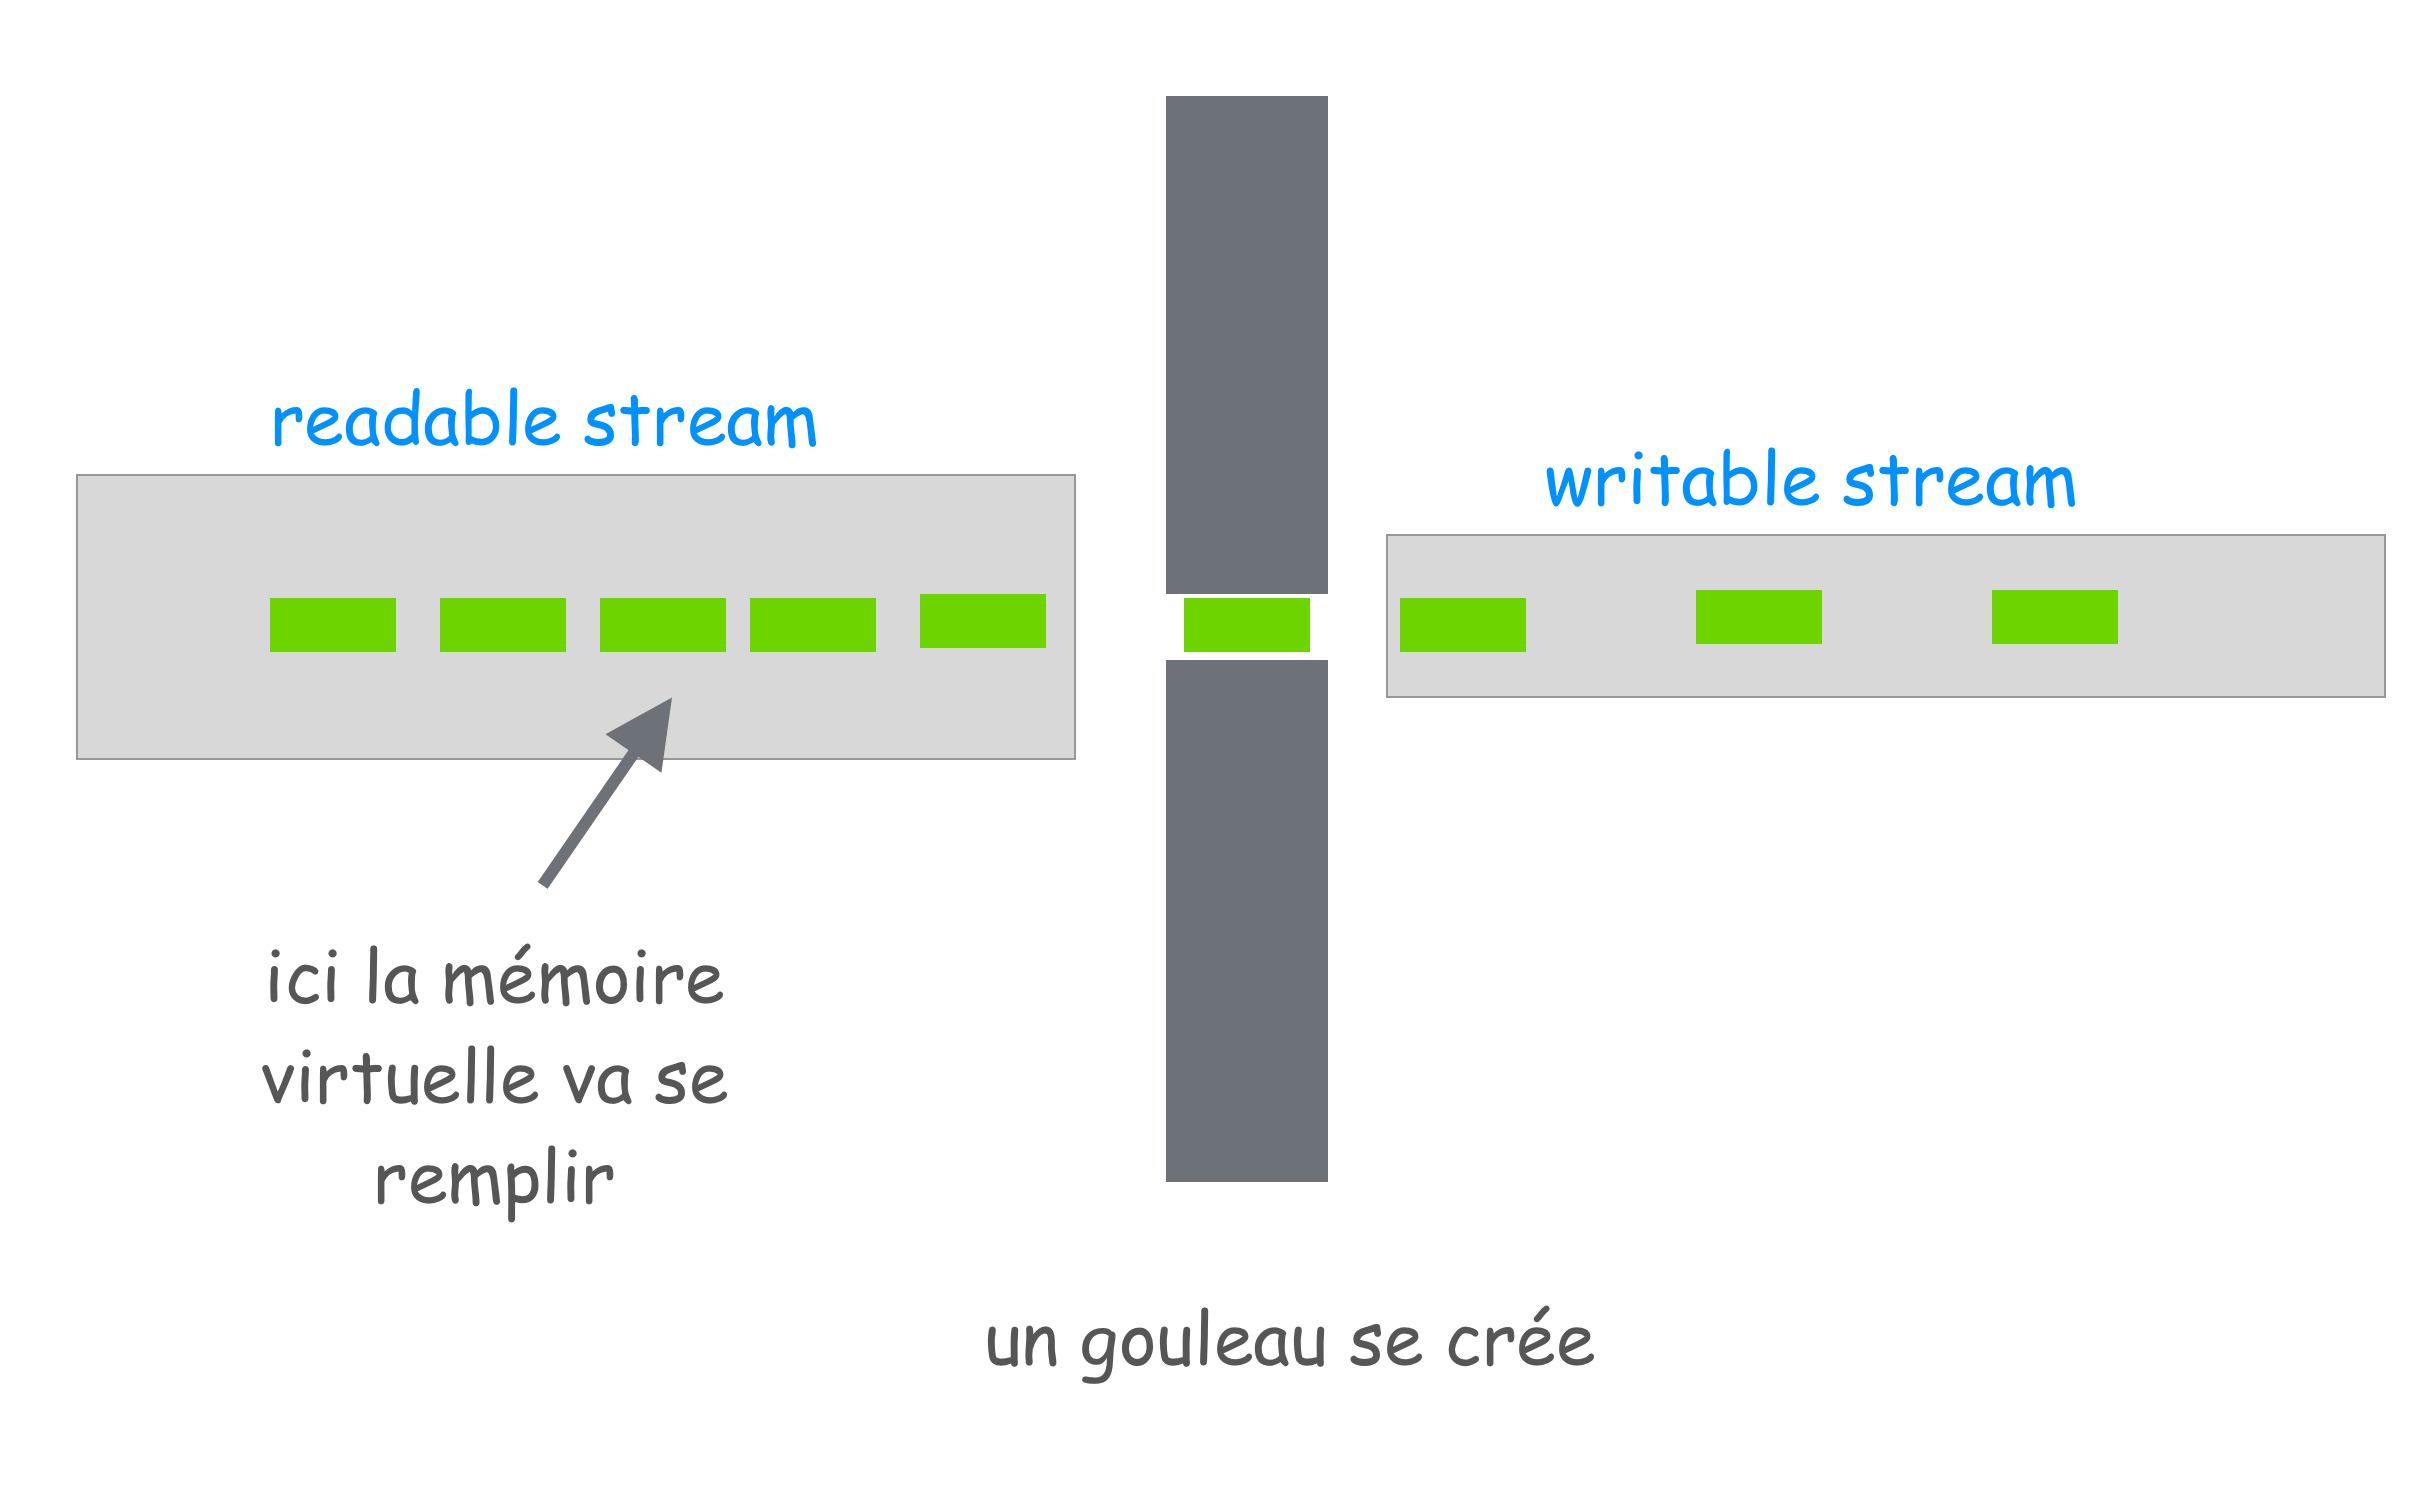 readable stream
writable stream
ici la mémoire
virtuelle va se
remplir
un gouleau se crée